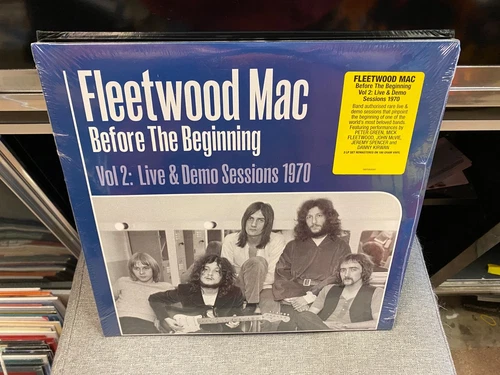 Fleetwood Mac
Before The Beginning
Vol 2: Live & Demo Sessions 1970
FLEETWOOD MAC
Before The Beginning
Vol 2: Live & Demo
Sessions 1970
Band authorised rare live &
demo sessions that preprint
the beginning of one of the
world's most beloved bands.
Featuring performances by
PETER GREEN, MICK
FLEETWOOD, JOHN McVIE,
JEREMY SPENCER and
DANNY KIRWAN